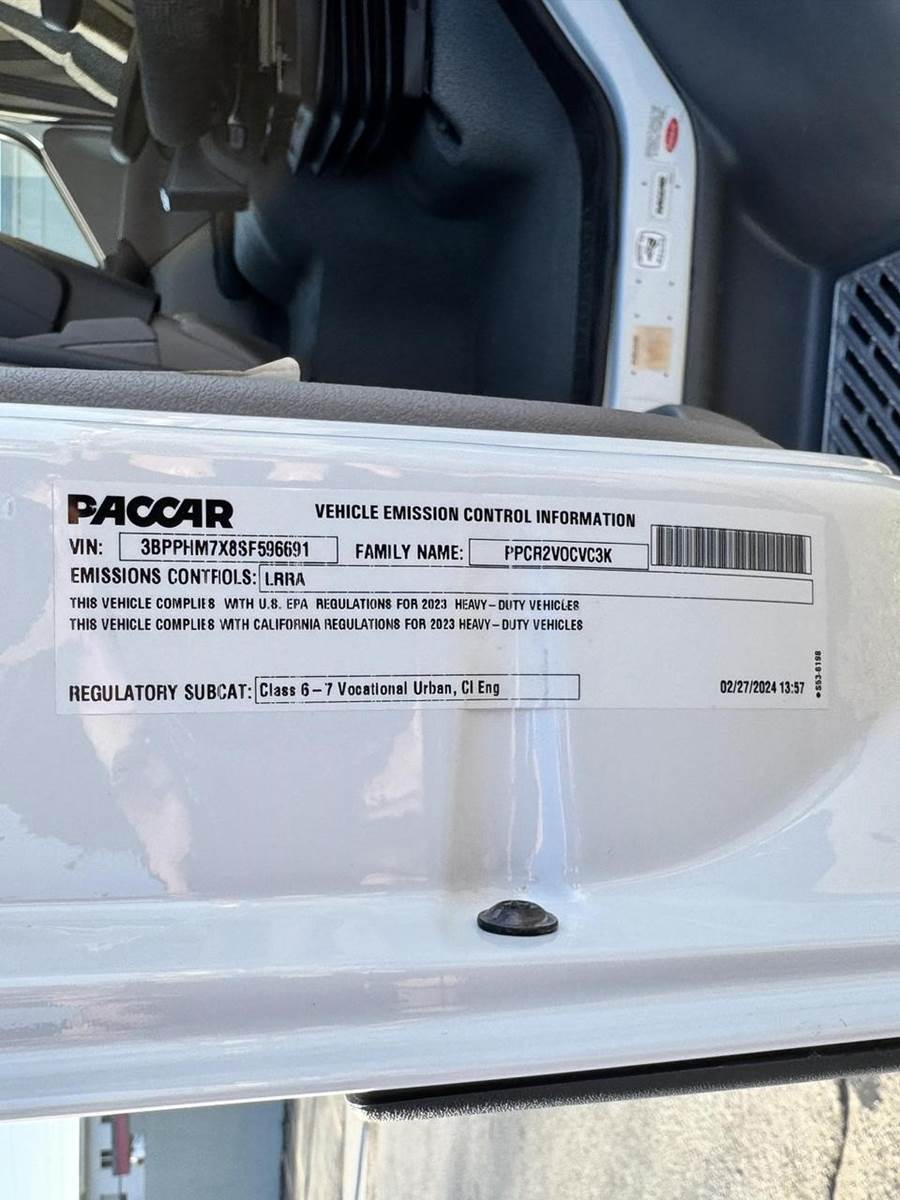 PACCAR
VEHICLE EMISSION CONTROL INFORMATION
VIN: 3BPPHM7X8SF596691 FAMILY NAME: PPCR2VOCVC3K
EMISSIONS CONTROLS: LRRA
THIS VEHICLE COMPLIES WITH U.S. EPA REGULATIONS FOR 2023 HEAVY-DUTY VEHICLES
THIS VEHICLE COMPLIES WITH CALIFORNIA REGULATIONS FOR 2023 HEAVY-DUTY VEHICLES
REGULATORY SUBCAT: Class 6-7 Vocational Urban, CI Eng
02/27/2024 13:57
S53-6198
PACCAR